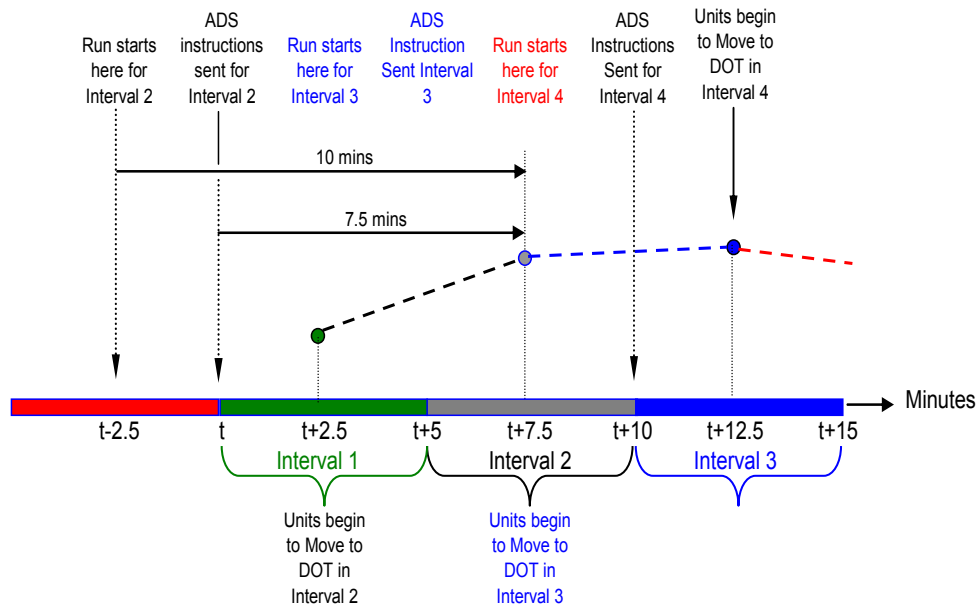 Run starts
here for
Interval 2
ADS
instructions
sent for
Interval 2
Run starts
here for
Interval 3
ADS
Instruction
Sent Interval
3
Run starts
here for
Interval 4
ADS
Instructions
Sent for
Interval 4
Units begin
to Move to
DOT in
Interval 4
10 mins
7.5 mins
Minutes
t-2.5
t
t+2.5
t+5
t+7.5
t+10
t+12.5
t+15
Interval 1
Interval 2
Interval 3
Units begin
to Move to
DOT in
Interval 2
Units begin
to Move to
DOT in
Interval 3